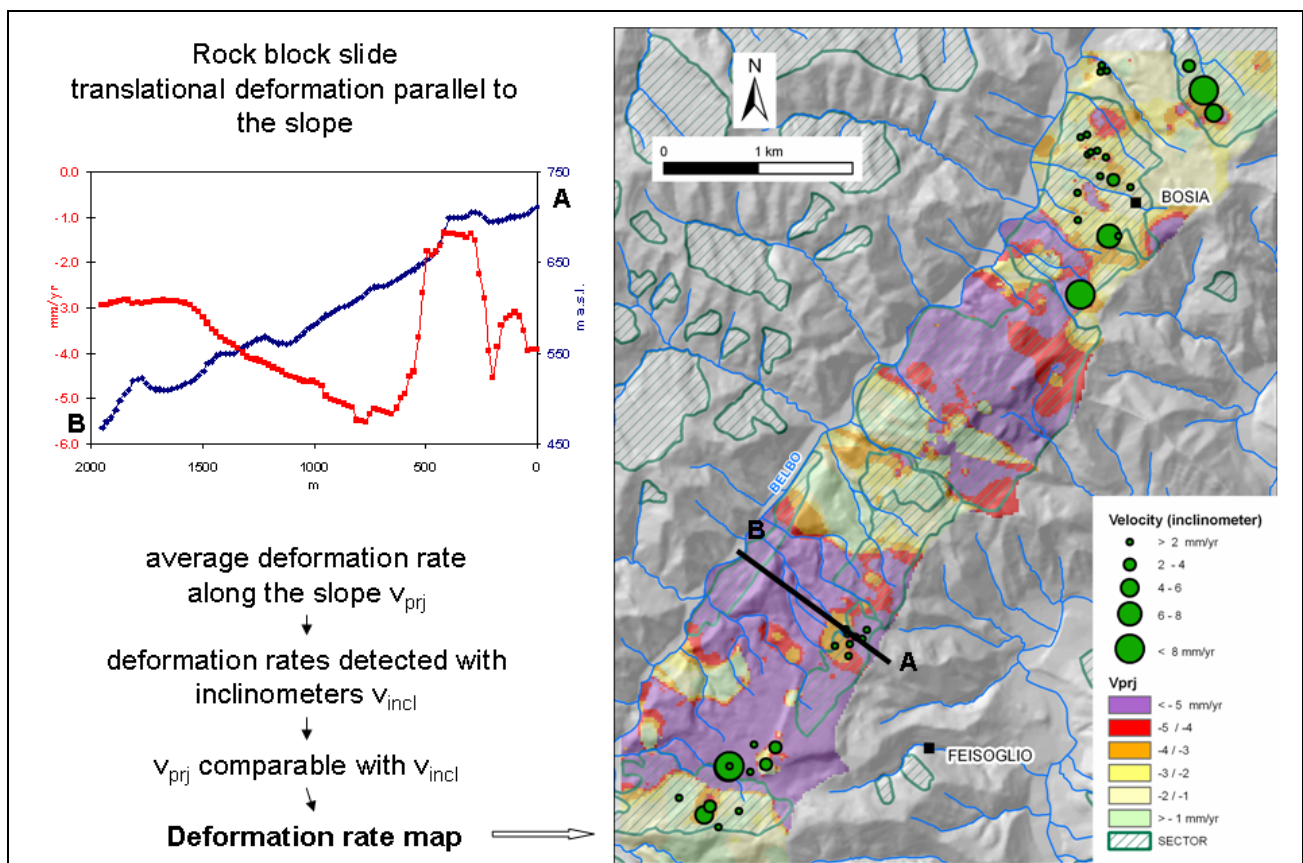 Rock block slide
translational deformation parallel to
the slope
0.0
-1.0
-2.0
-3.0
-4.0
-5.0
-6.0
mm/yr
750
650
550
450
m a.s.l.
A
B
2000
1500
1000
500
0
m
average deformation rate
along the slope vprj
deformation rates detected with
inclinometers vincl
vprj comparable with vincl
Deformation rate map
N
0
1 km
BOSIA
BELBO
B
A
FEISOGLIO
Velocity (inclinometer)
> 2 mm/yr
2 - 4
4 - 6
6 - 8
< 8 mm/yr
Vprj
< - 5 mm/yr
-5 / -4
-4 / -3
-3 / -2
-2 / -1
> - 1 mm/yr
SECTOR